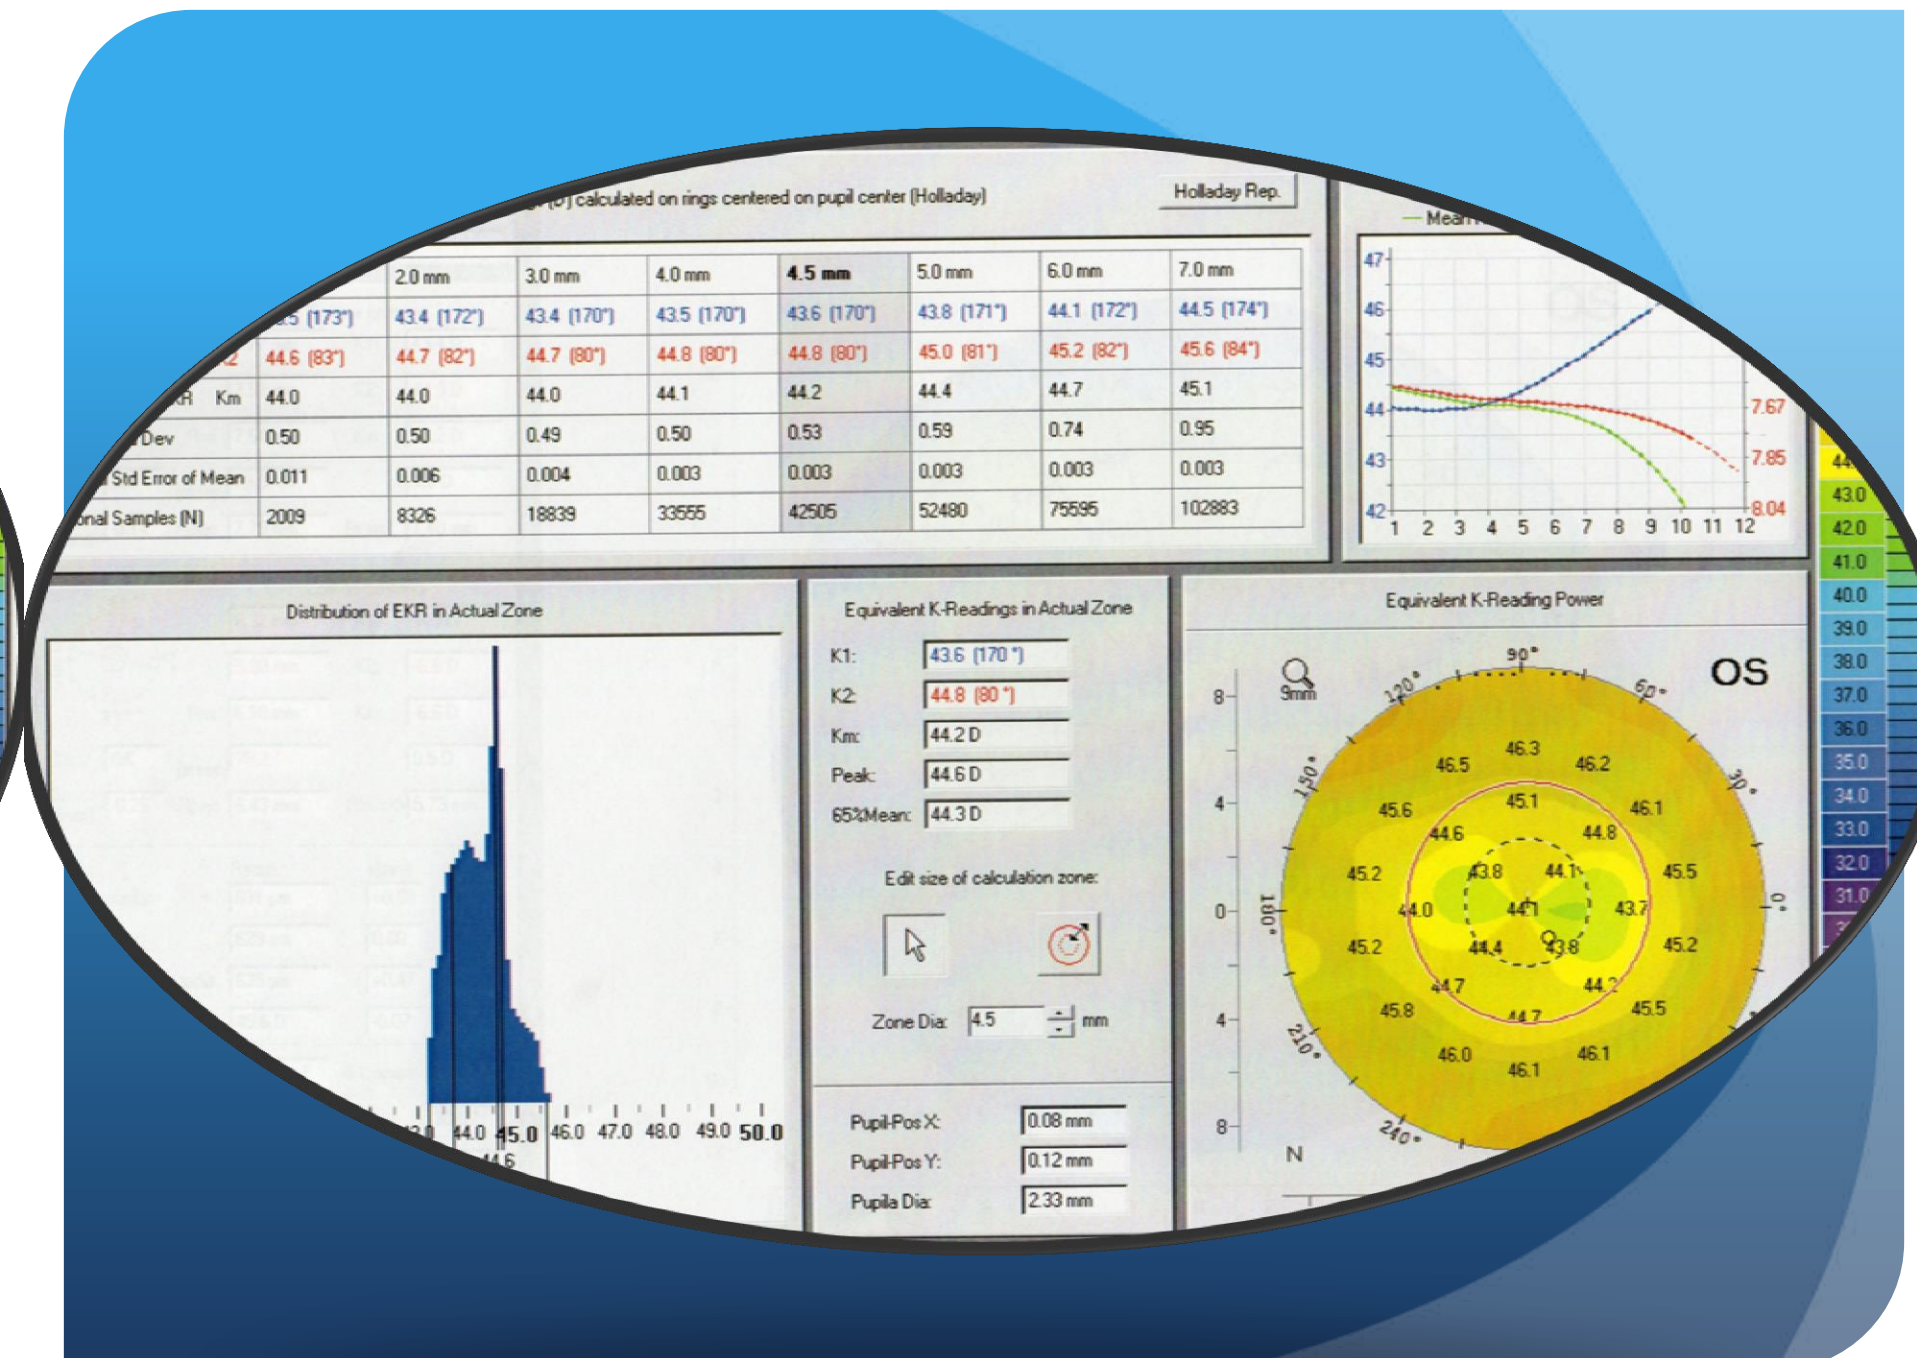 calculated on rings centered on pupil center (Holladay)
Holladay Rep.
2.0 mm 3.0 mm 4.0 mm 4.5 mm 5.0 mm 6.0 mm 7.0 mm
(173°) 43.4 (172°) 43.4 (170°) 43.5 (170°) 43.6 (170°) 43.8 (171°) 44.1 (172°) 44.5 (174°)
44.6 (83°) 44.7 (82°) 44.7 (80°) 44.8 (80°) 44.8 (80°) 45.0 (81°) 45.2 (82°) 45.6 (84°)
Km 44.0 44.0 44.0 44.1 44.2 44.4 44.7 45.1
Dev 0.50 0.50 0.49 0.50 0.53 0.59 0.74 0.95
Std Error of Mean 0.011 0.006 0.004 0.003 0.003 0.003 0.003 0.003
Samples (N) 2009 8326 18839 33555 42505 52480 75595 102883
Mean
47
46
45
44
43
42
1 2 3 4 5 6 7 8 9 10 11 12
7.67
7.85
8.04
43.0
42.0
41.0
40.0
39.0
38.0
37.0
36.0
35.0
34.0
33.0
32.0
31.0
Distribution of EKR in Actual Zone
44.0 45.0 46.0 47.0 48.0 49.0 50.0
Equivalent K-Readings in Actual Zone
K1: 43.6 (170 °)
K2: 44.8 (80 °)
Km: 44.2 D
Peak: 44.6 D
65%Mean: 44.3 D
Edit size of calculation zone:
Zone Dia: 4.5 mm
Pupil-Pos X: 0.08 mm
Pupil-Pos Y: 0.12 mm
Pupila Dia: 2.33 mm
Equivalent K-Reading Power
OS
9mm
8
4
0
4
8
90°
120° 60°
150° 30°
180° 0°
210°
240°
46.3
46.5 46.2
45.6 45.1 46.1
44.6 44.8
45.2 43.8 44.1 45.5
44.0 44.1 43.7
45.2 44.4 43.8 45.2
44.7
45.8 44.7 45.5
46.0 46.1
46.1
N